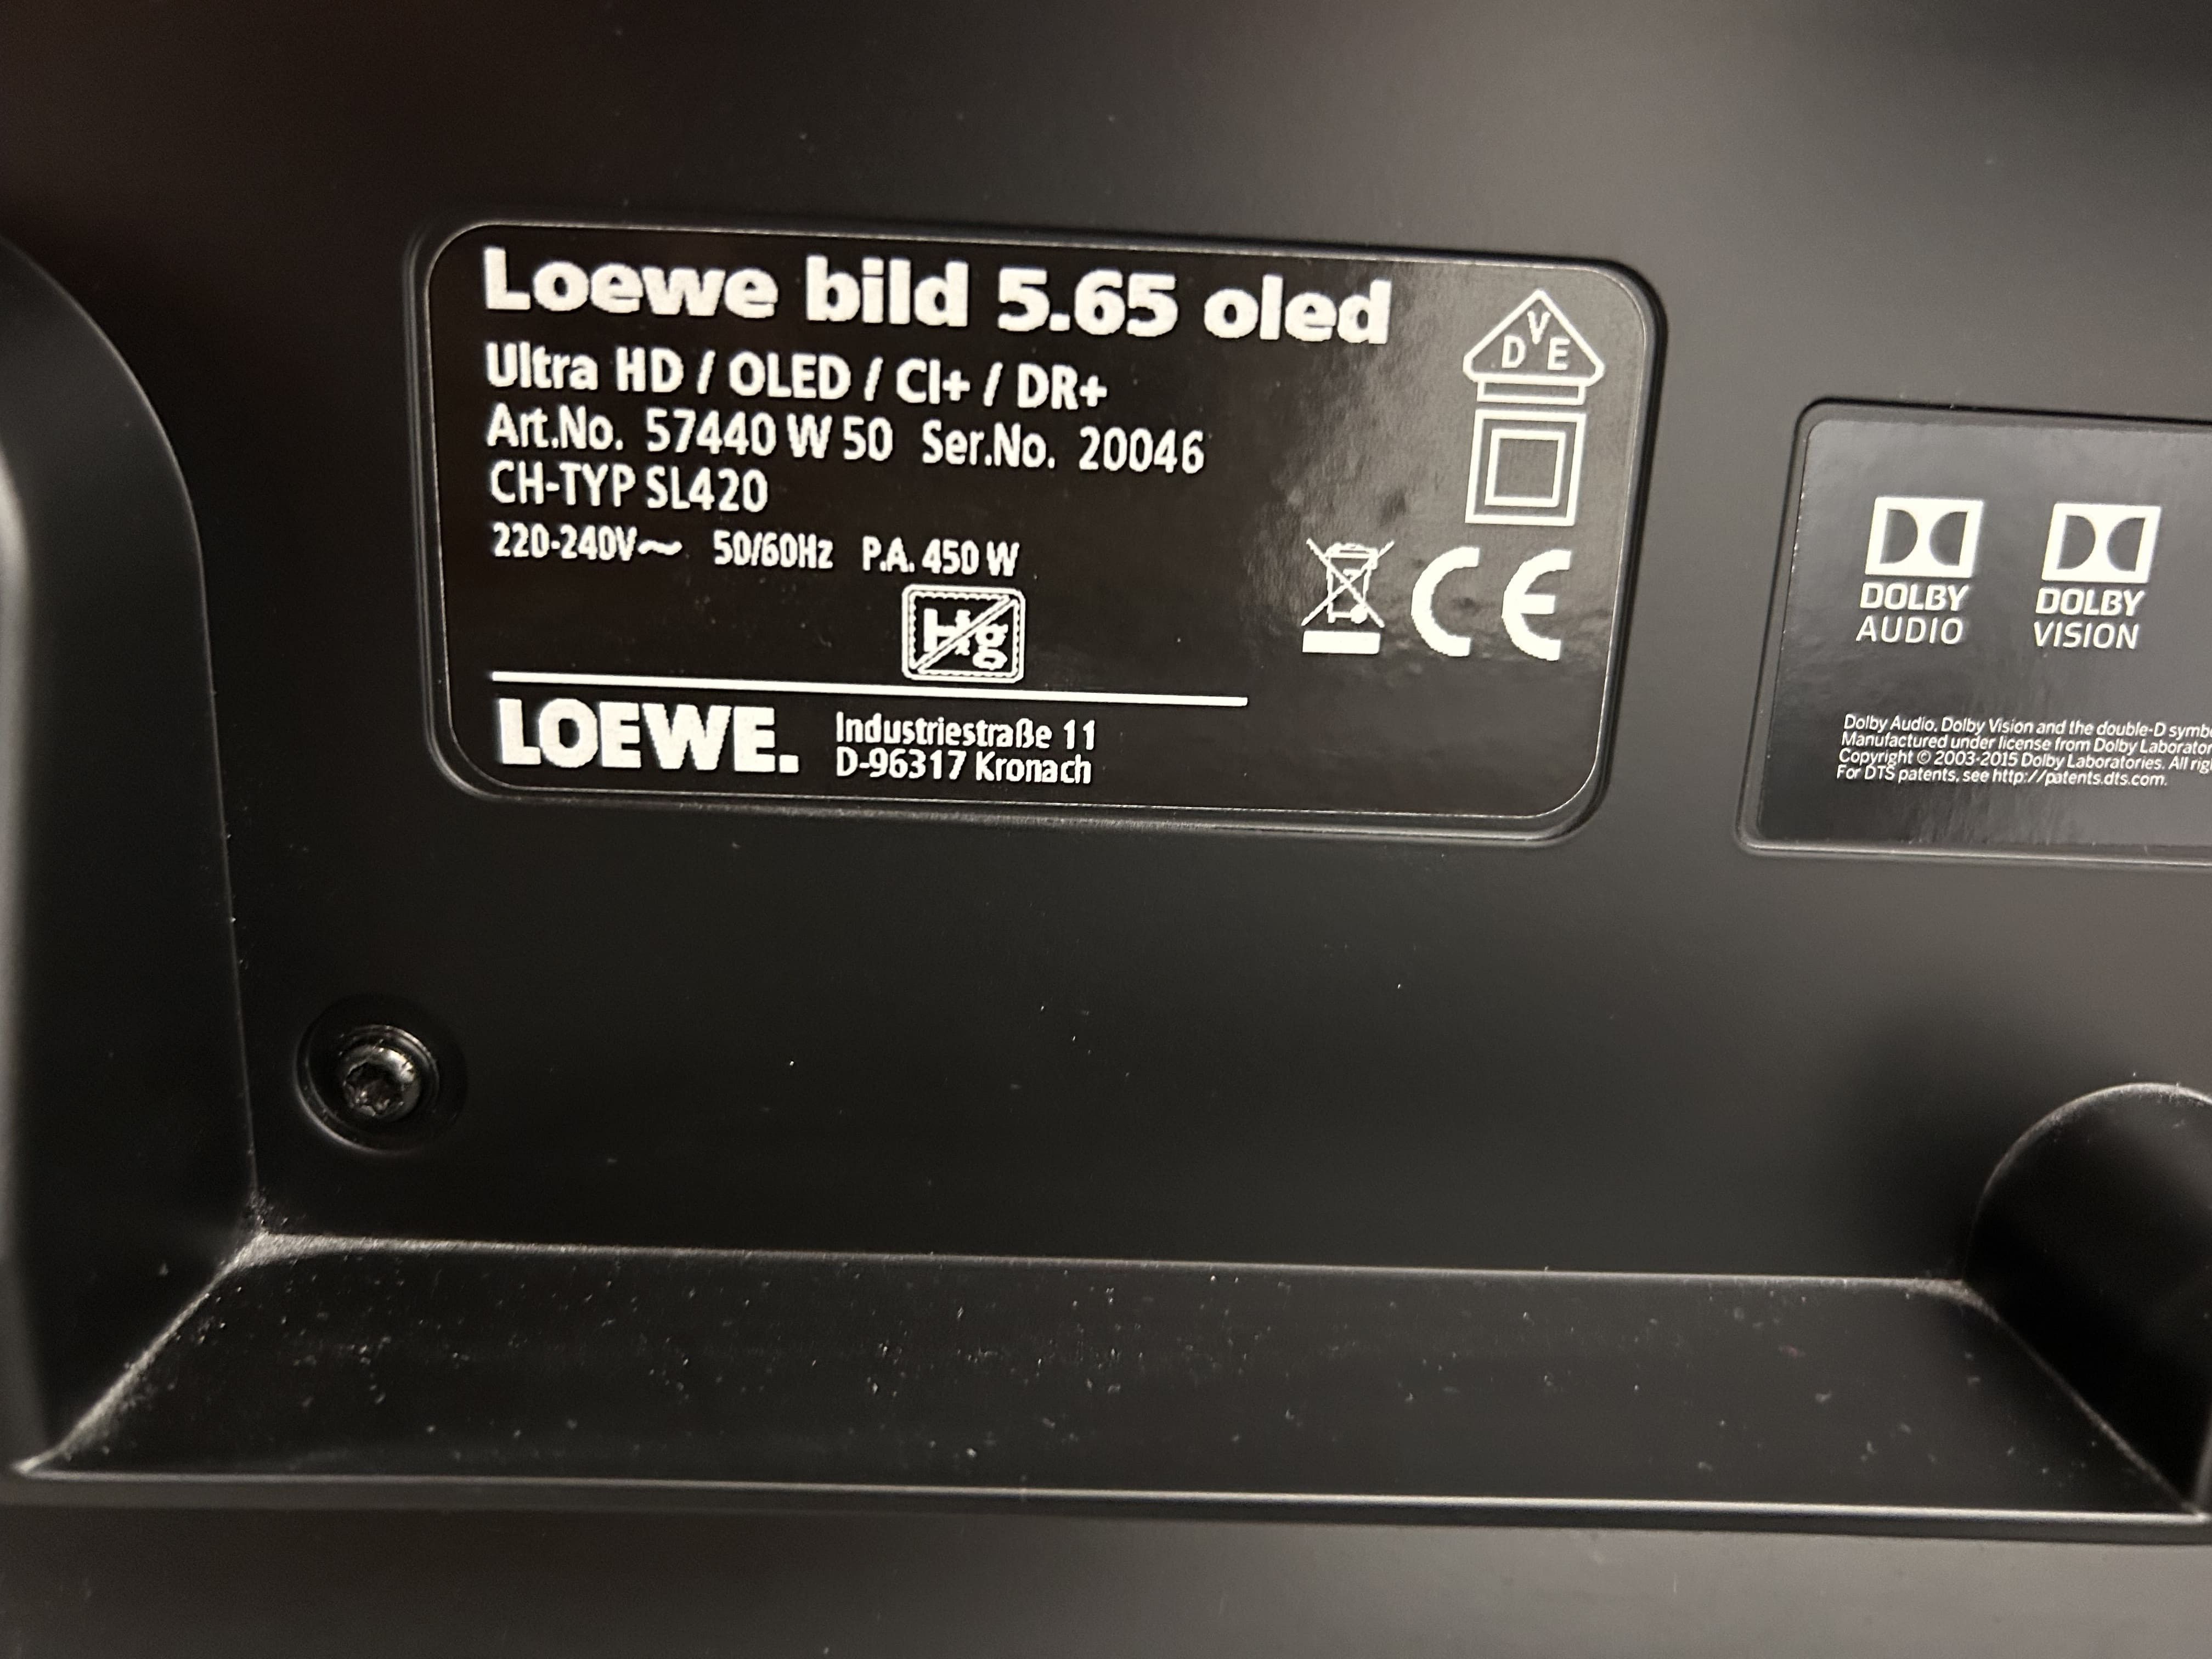 Loewe bild 5.65 oled
Ultra HD / OLED / CI+ / DR+
Art.No. 57440 W 50 Ser.No. 20046
CH-TYP SL420
220-240V~ 50/60Hz P.A. 450 W
Hg
LOEWE. Industriestraße 11
D-96317 Kronach
V
D E
CE
DOLBY AUDIO
DOLBY VISION
Dolby Audio, Dolby Vision and the double-D
Manufactured under license from Dolby
Copyright © 2003-2015 Dolby Laboratories. All
For DTS patents, see http://patents.dts.com.